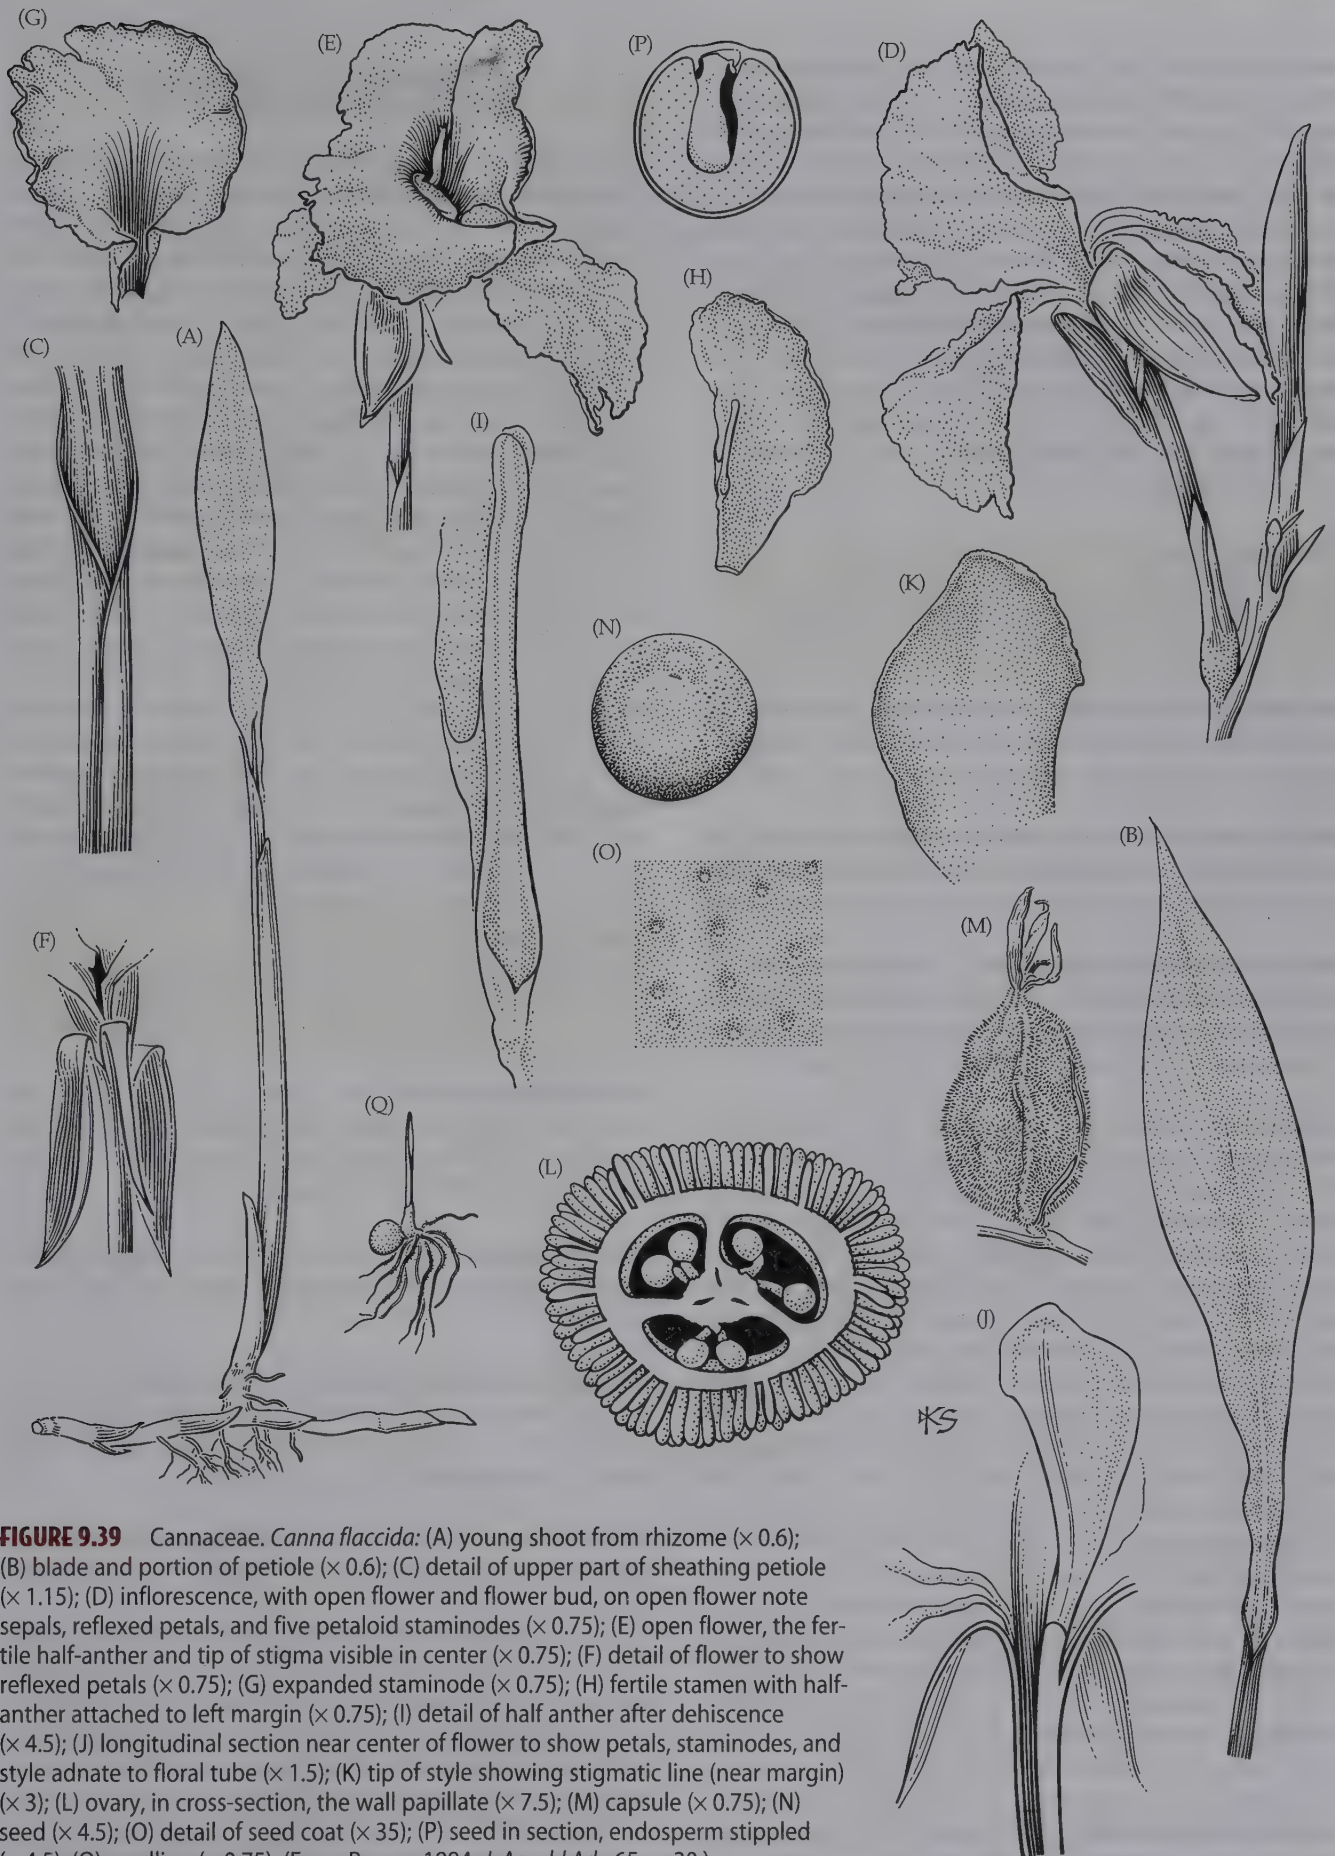 (G)
(E)
(P)
(D)
(H)
(C)
(A)
(I)
(K)
(N)
(B)
(O)
(M)
(F)
(Q)
(L)
(J)
KS
FIGURE 9.39 Cannaceae. Canna flaccida: (A) young shoot from rhizome (× 0.6);
(B) blade and portion of petiole (× 0.6); (C) detail of upper part of sheathing petiole
(× 1.15); (D) inflorescence, with open flower and flower bud, on open flower note
sepals, reflexed petals, and five petaloid staminodes (× 0.75); (E) open flower, the fer-
tile half-anther and tip of stigma visible in center (× 0.75); (F) detail of flower to show
reflexed petals (× 0.75); (G) expanded staminode (× 0.75); (H) fertile stamen with half-
anther attached to left margin (× 0.75); (I) detail of half anther after dehiscence
(× 4.5); (J) longitudinal section near center of flower to show petals, staminodes, and
style adnate to floral tube (× 1.5); (K) tip of style showing stigmatic line (near margin)
(× 3); (L) ovary, in cross-section, the wall papillate (× 7.5); (M) capsule (× 0.75); (N)
seed (× 4.5); (O) detail of seed coat (× 35); (P) seed in section, endosperm stippled